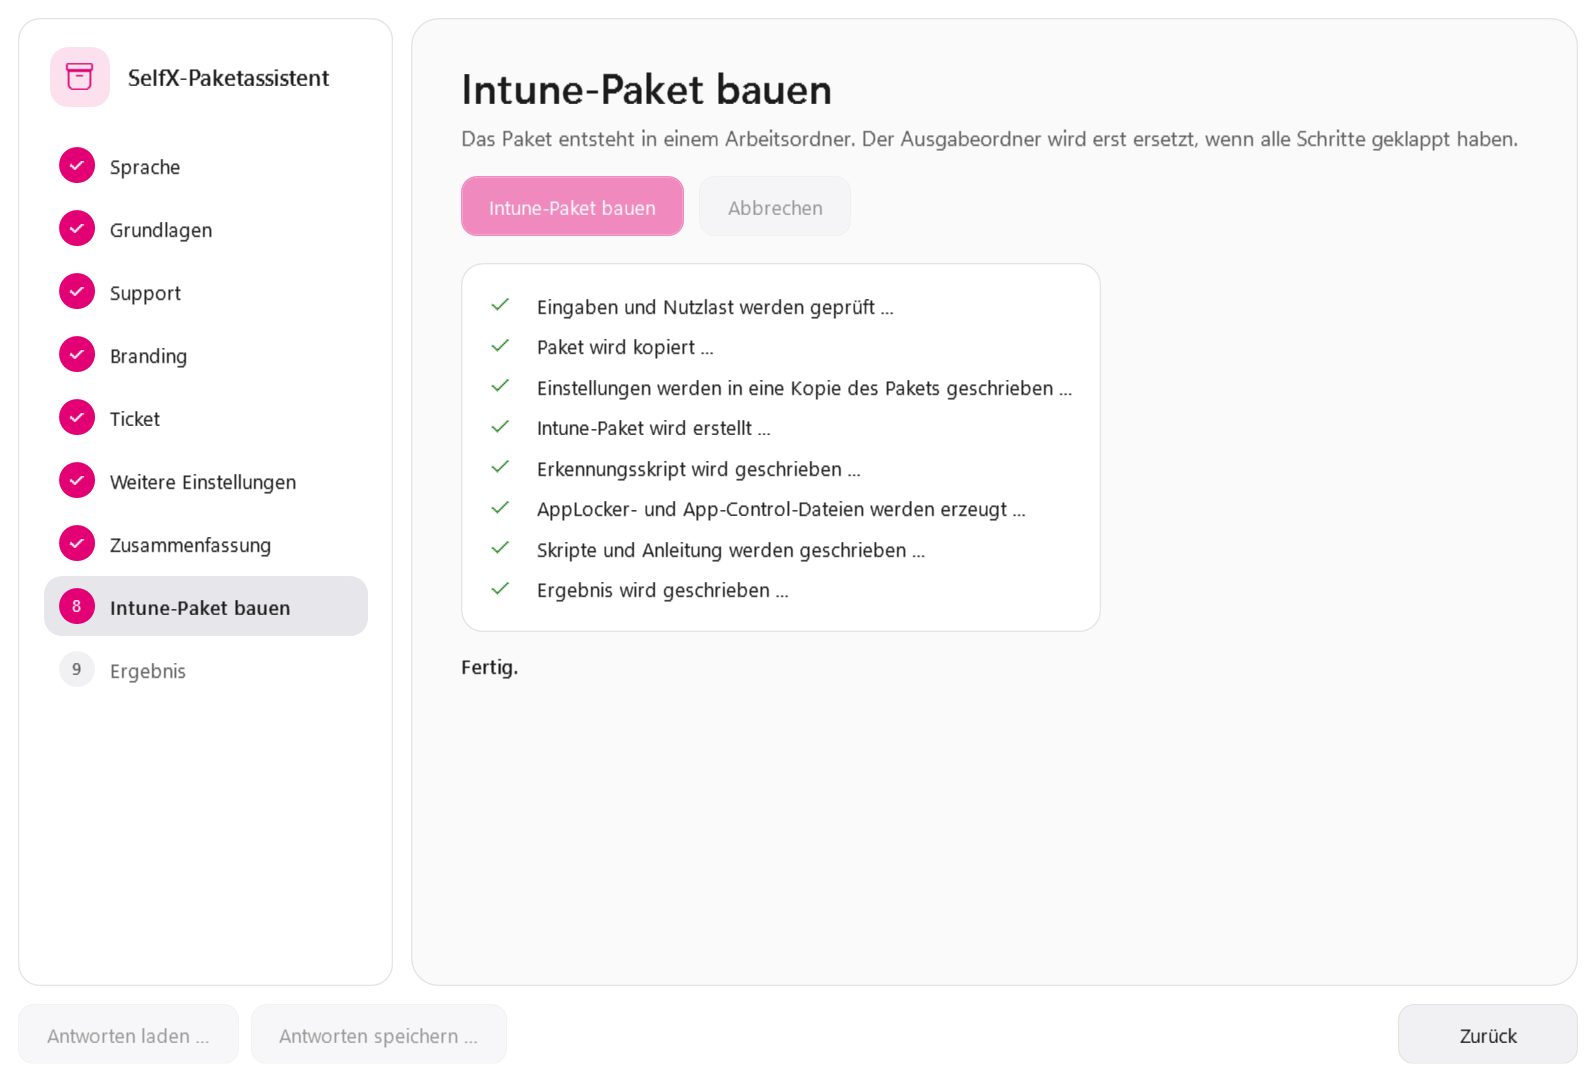 SelfX-Paketassistent
Sprache
Grundlagen
Support
Branding
Ticket
Weitere Einstellungen
Zusammenfassung
8 Intune-Paket bauen
9 Ergebnis
Intune-Paket bauen
Das Paket entsteht in einem Arbeitsordner. Der Ausgabeordner wird erst ersetzt, wenn alle Schritte geklappt haben.
Intune-Paket bauen Abbrechen
Eingaben und Nutzlast werden geprüft ...
Paket wird kopiert ...
Einstellungen werden in eine Kopie des Pakets geschrieben ...
Intune-Paket wird erstellt ...
Erkennungsskript wird geschrieben ...
AppLocker- und App-Control-Dateien werden erzeugt ...
Skripte und Anleitung werden geschrieben ...
Ergebnis wird geschrieben ...
Fertig.
Antworten laden ... Antworten speichern ... Zurück